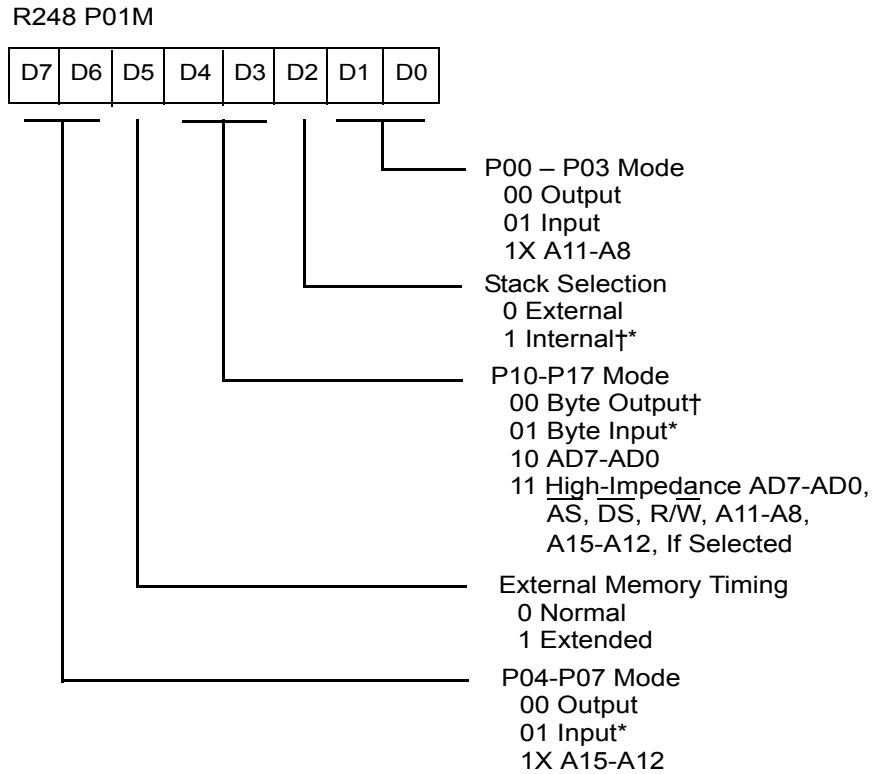 R248 P01M
D7 D6 D5 D4 D3 D2 D1 D0
P00 – P03 Mode
00 Output
01 Input
1X A11-A8
Stack Selection
0 External
1 Internal†*
P10-P17 Mode
00 Byte Output†
01 Byte Input*
10 AD7-AD0
11 High-Impedance AD7-AD0,
A̅S̅, D̅S̅, R/W̅, A11-A8,
A15-A12, If Selected
External Memory Timing
0 Normal
1 Extended
P04-P07 Mode
00 Output
01 Input*
1X A15-A12